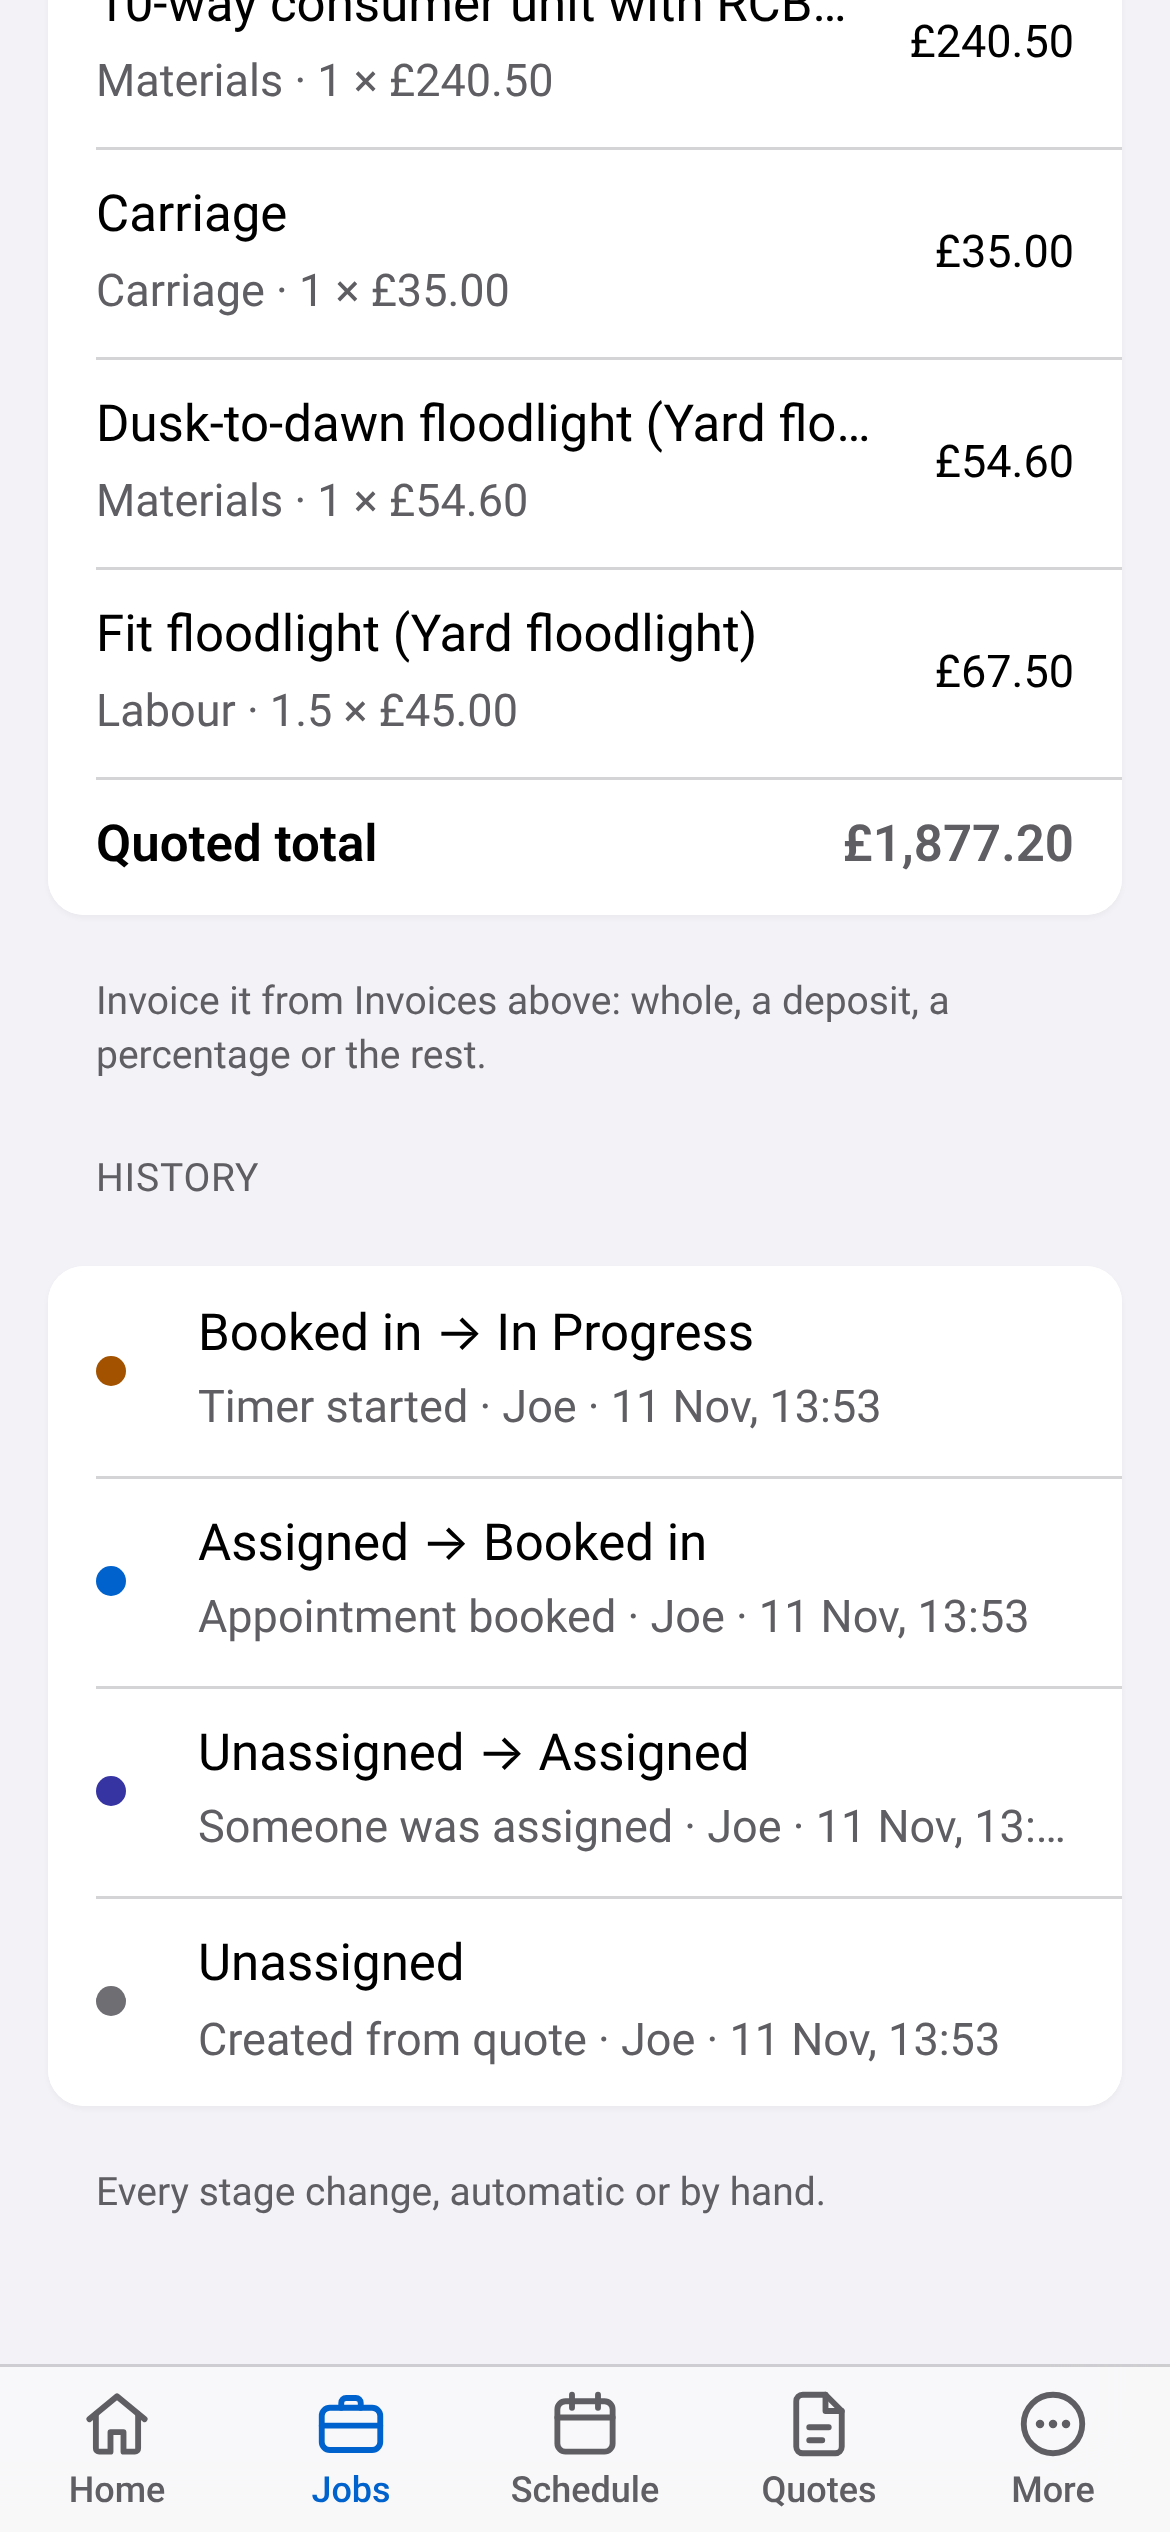 10-way consumer unit with RCB...
£240.50
Materials · 1 × £240.50
Carriage
£35.00
Carriage · 1 × £35.00
Dusk-to-dawn floodlight (Yard flo...
£54.60
Materials · 1 × £54.60
Fit floodlight (Yard floodlight)
£67.50
Labour · 1.5 × £45.00
Quoted total £1,877.20
Invoice it from Invoices above: whole, a deposit, a
percentage or the rest.
HISTORY
Booked in → In Progress
Timer started · Joe · 11 Nov, 13:53
Assigned → Booked in
Appointment booked · Joe · 11 Nov, 13:53
Unassigned → Assigned
Someone was assigned · Joe · 11 Nov, 13:...
Unassigned
Created from quote · Joe · 11 Nov, 13:53
Every stage change, automatic or by hand.
Home Jobs Schedule Quotes More